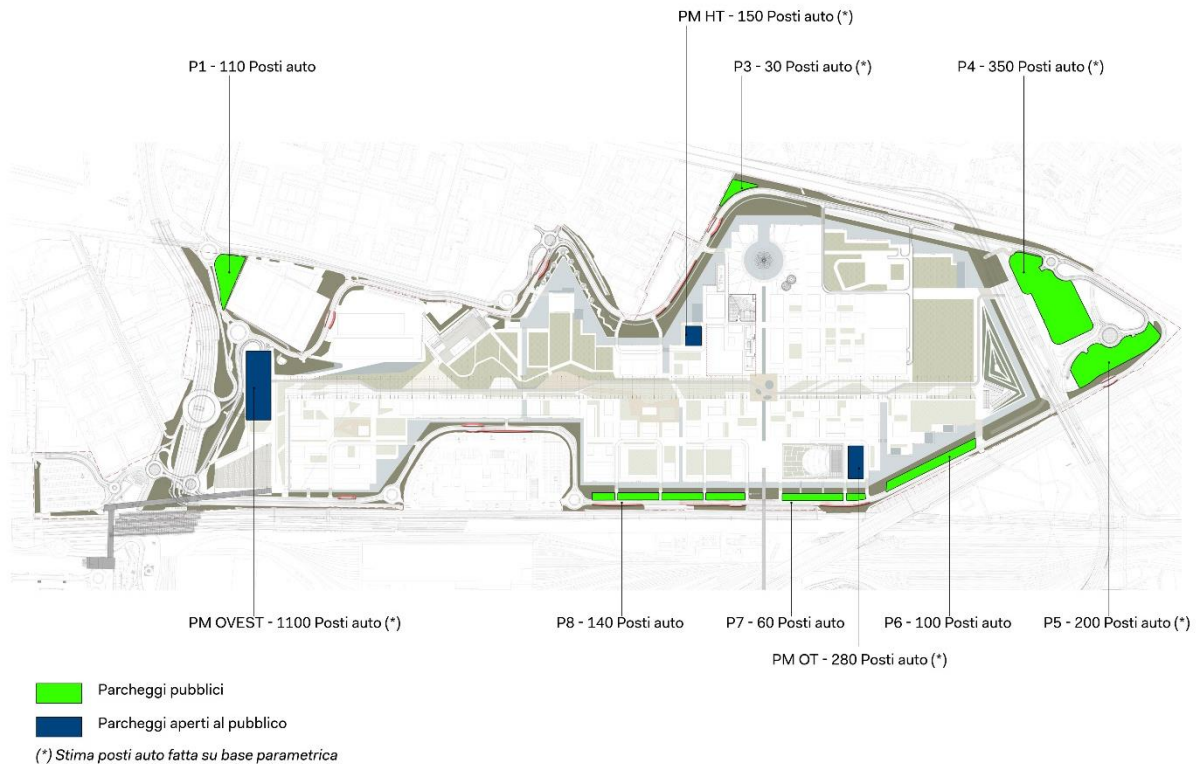 PM HT - 150 Posti auto (*)
P1 - 110 Posti auto
P3 - 30 Posti auto (*)
P4 - 350 Posti auto (*)
PM OVEST - 1100 Posti auto (*)
P8 - 140 Posti auto
P7 - 60 Posti auto
P6 - 100 Posti auto
P5 - 200 Posti auto (*)
PM OT - 280 Posti auto (*)
Parcheggi pubblici
Parcheggi aperti al pubblico
(*) Stima posti auto fatta su base parametrica